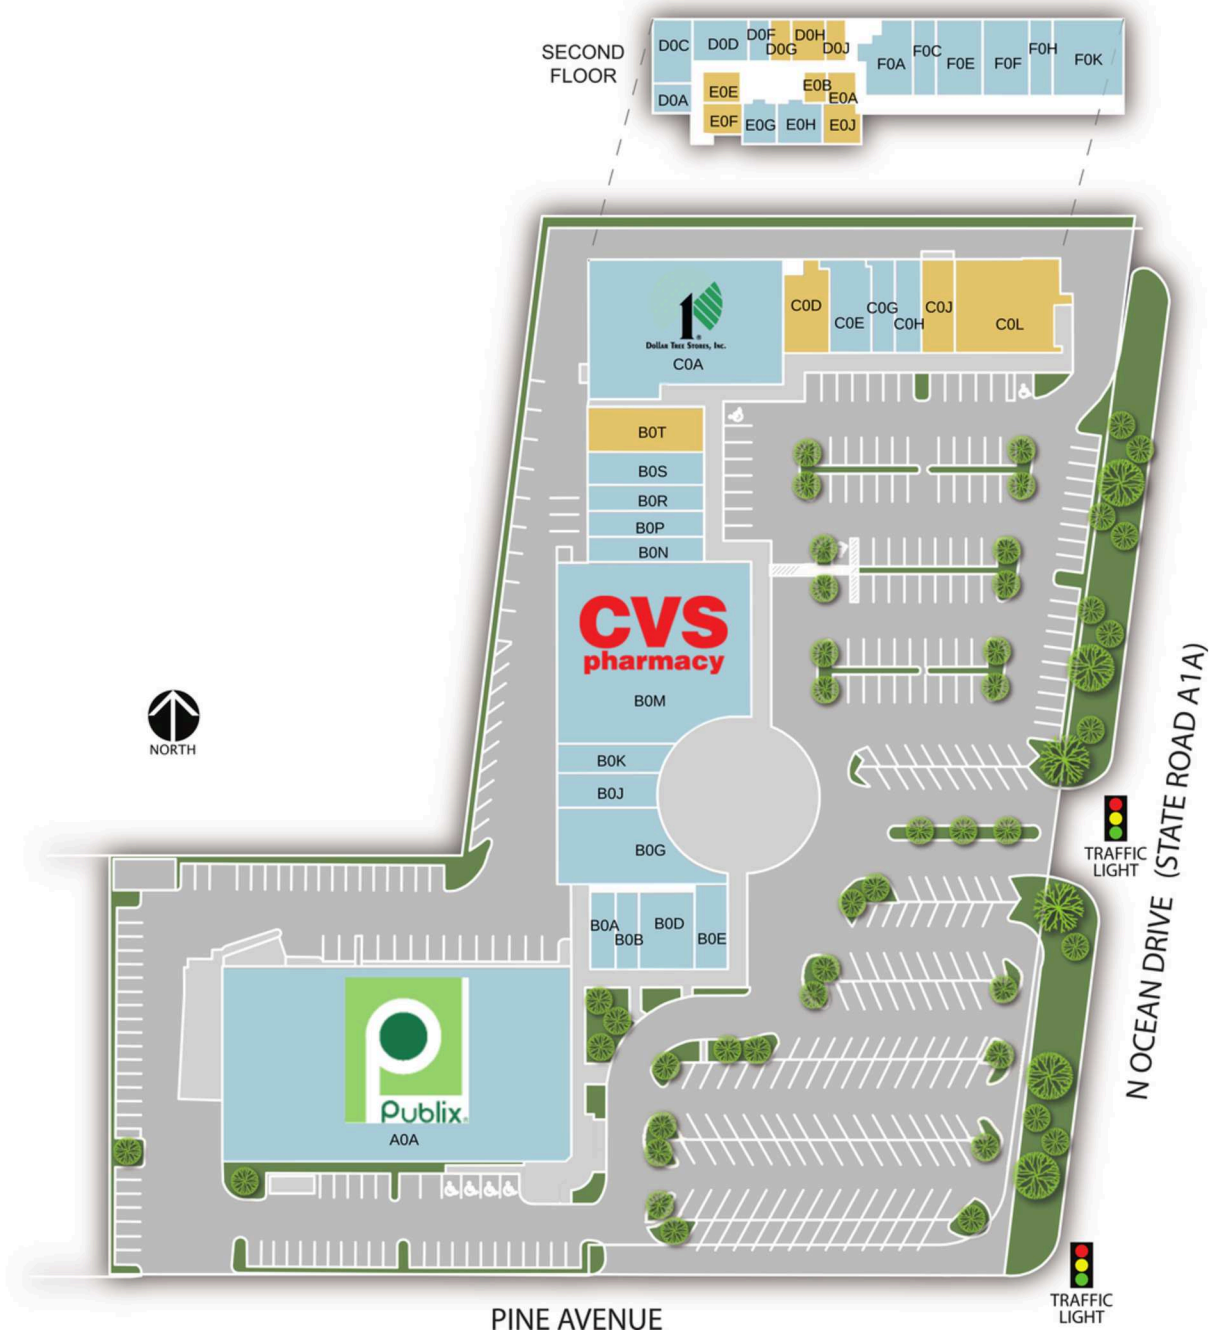 SECOND
FLOOR
D0C
D0D
D0F
D0G
D0H
D0J
F0A
F0C
F0E
F0F
F0H
F0K
D0A
E0E
E0B
E0A
E0F
E0G
E0H
E0J
1
Dollar Tree Stores, Inc.
C0A
C0D
C0E
C0G
C0H
C0J
C0L
B0T
B0S
B0R
B0P
B0N
CVS
pharmacy
B0M
NORTH
B0K
B0J
B0G
B0A
B0B
B0D
B0E
TRAFFIC
LIGHT
N OCEAN DRIVE (STATE ROAD A1A)
P
Publix®
A0A
TRAFFIC
LIGHT
PINE AVENUE